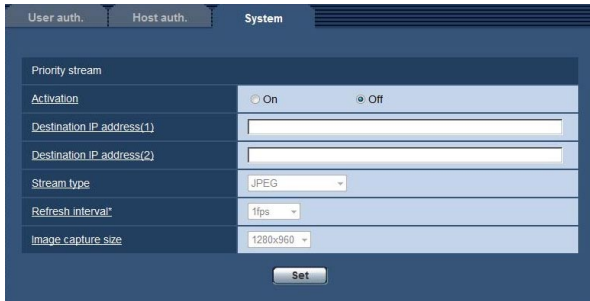 User auth. Host auth. System
Priority stream
Activation On Off
Destination IP address(1)
Destination IP address(2)
Stream type JPEG
Refresh interval* 1fps
Image capture size 1280x960
Set